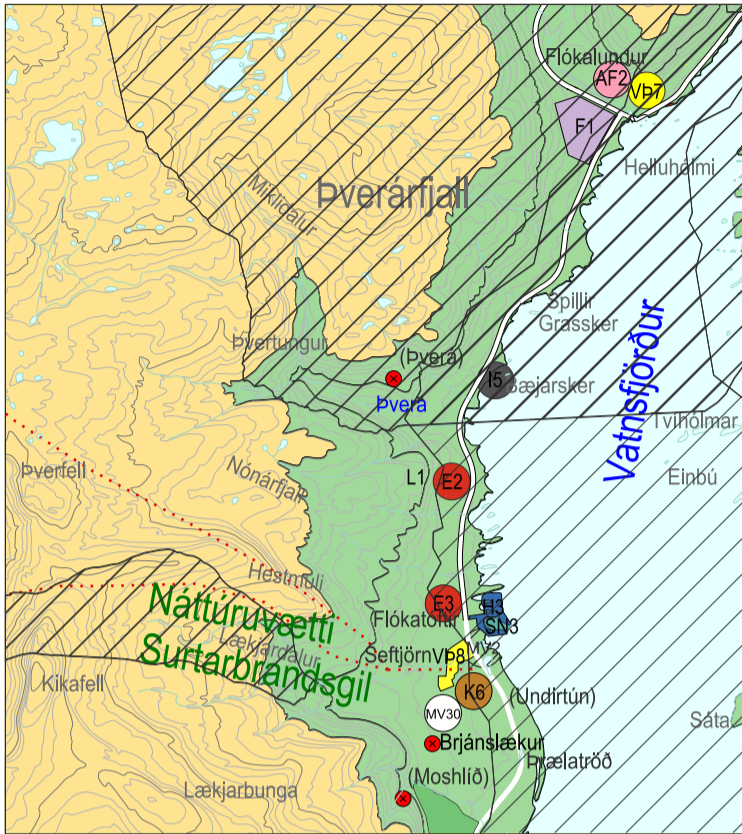 Flókalundur
AF2
VÞ7
F1
Helluhólmi
Mikidalur
Þverárfjall
Spillir
Grassker
Þvertungur
(Þverá)
I5
Bæjarsker
Þverá
Vatnsfjörður
Tvíhólmar
Þverfell
Nónárfjall
L1
E2
Einbú
Hestmúli
Náttúruvætti
Surtarbrandsgil
E3
Flókatóftir
H3
SN3
Lækjardalur
Seftjörn
VÞ8
Kikafell
K6
(Undirtún)
MV30
Sáta
Brjánslækur
(Moshlíð)
Þrælatröð
Lækjarbunga